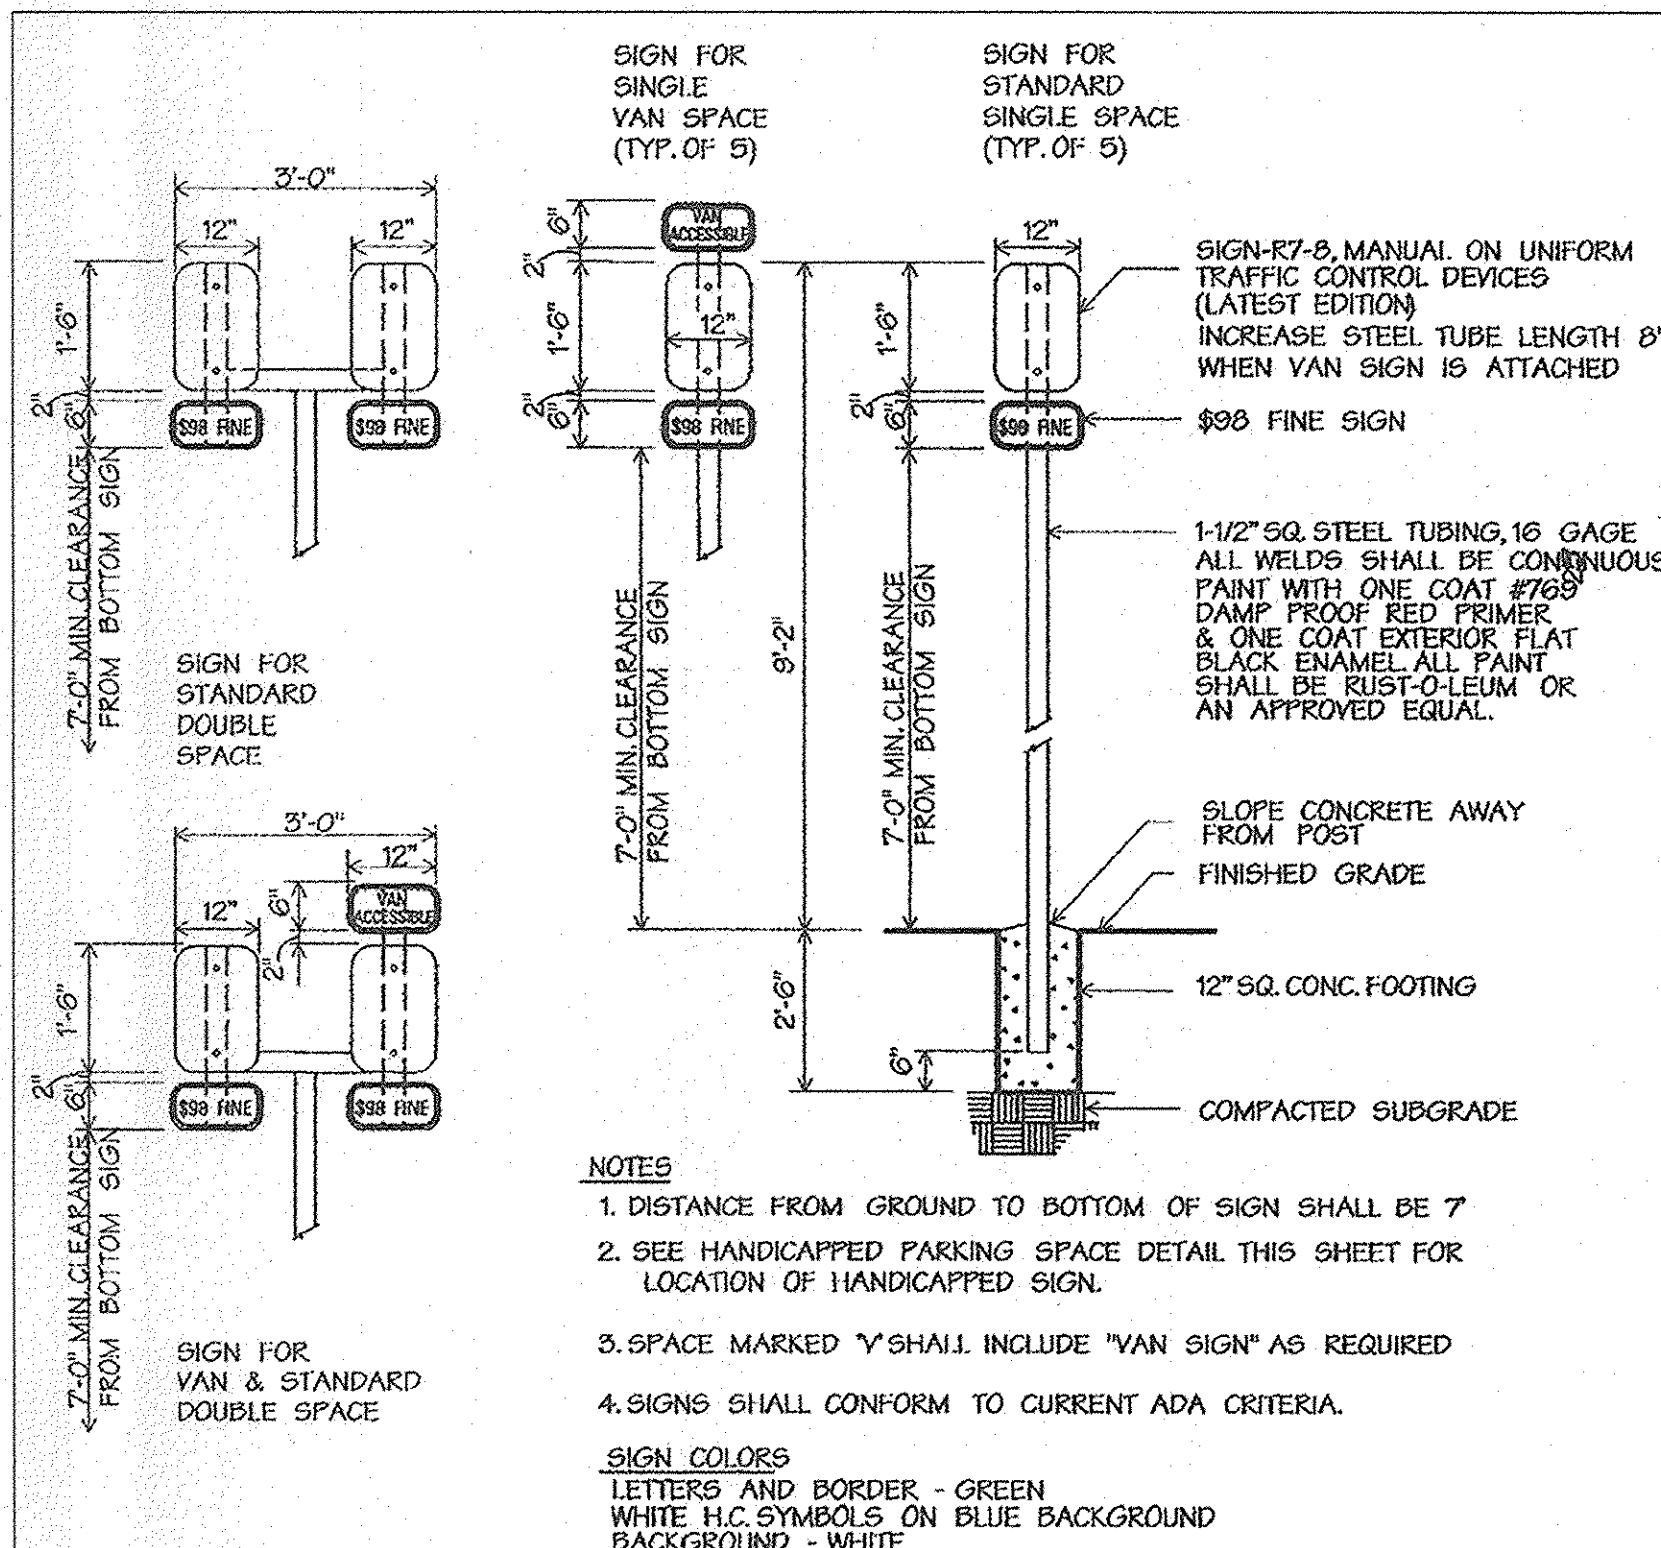 SIGN FOR
SINGLE
VAN SPACE
(TYP. OF 5)
SIGN FOR
STANDARD
SINGLE SPACE
(TYP. OF 5)
3'-0"
12"
12"
1'-6"
2"
6"
$98 FINE
$98 FINE
7'-0" MIN. CLEARANCE
FROM BOTTOM SIGN
SIGN FOR
STANDARD
DOUBLE
SPACE
6"
VAN
ACCESSIBLE
2"
1'-6"
12"
2"
6"
$98 FINE
7'-0" MIN. CLEARANCE
FROM BOTTOM SIGN
9'-2"
2'-6"
12"
1'-6"
2"
6"
$98 FINE
7'-0" MIN. CLEARANCE
FROM BOTTOM SIGN
6"
SIGN-R7-8, MANUAL ON UNIFORM
TRAFFIC CONTROL DEVICES
(LATEST EDITION)
INCREASE STEEL TUBE LENGTH 8"
WHEN VAN SIGN IS ATTACHED
$98 FINE SIGN
1-1/2" SQ. STEEL TUBING, 16 GAGE
ALL WELDS SHALL BE CONTINUOUS
PAINT WITH ONE COAT #769
DAMP PROOF RED PRIMER
& ONE COAT EXTERIOR FLAT
BLACK ENAMEL. ALL PAINT
SHALL BE RUST-O-LEUM OR
AN APPROVED EQUAL.
SLOPE CONCRETE AWAY
FROM POST
FINISHED GRADE
12" SQ. CONC. FOOTING
COMPACTED SUBGRADE
3'-0"
12"
VAN
ACCESSIBLE
6"
2"
12"
1'-6"
2"
6"
$98 FINE
$98 FINE
7'-0" MIN. CLEARANCE
FROM BOTTOM SIGN
SIGN FOR
VAN & STANDARD
DOUBLE SPACE
NOTES
1. DISTANCE FROM GROUND TO BOTTOM OF SIGN SHALL BE 7'
2. SEE HANDICAPPED PARKING SPACE DETAIL THIS SHEET FOR
LOCATION OF HANDICAPPED SIGN.
3. SPACE MARKED 'V' SHALL INCLUDE "VAN SIGN" AS REQUIRED
4. SIGNS SHALL CONFORM TO CURRENT ADA CRITERIA.
SIGN COLORS
LETTERS AND BORDER - GREEN
WHITE H.C. SYMBOLS ON BLUE BACKGROUND
BACKGROUND - WHITE